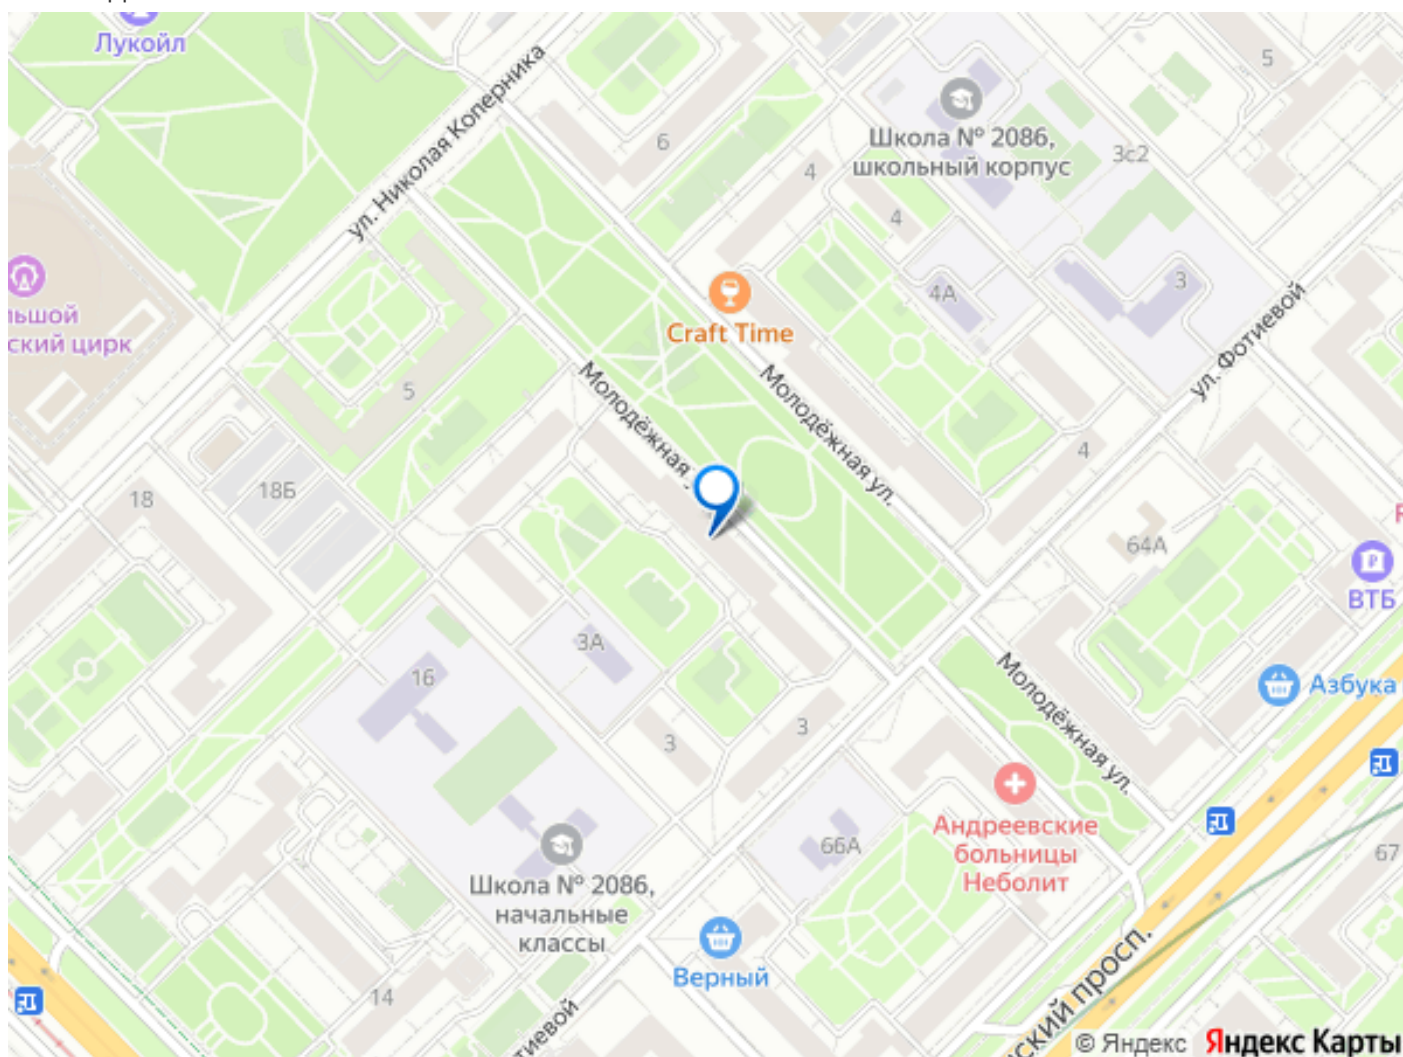 Лукойл
ул. Николая Коперника
5
6
Школа № 2086,
школьный корпус
3с2
4
4
4А
3
ул. Фотиевой
льшой
ский цирк
Craft Time
5
Молодёжная
Молодёжная ул.
4
18
18Б
64А
ВТБ
3А
16
Азбука
Молодёжная ул.
3
3
Андреевские
больницы
Неболит
66А
67
Школа № 2086,
начальные
классы
Верный
14
тиевой
ский просп.
© Яндекс Яндекс Карты